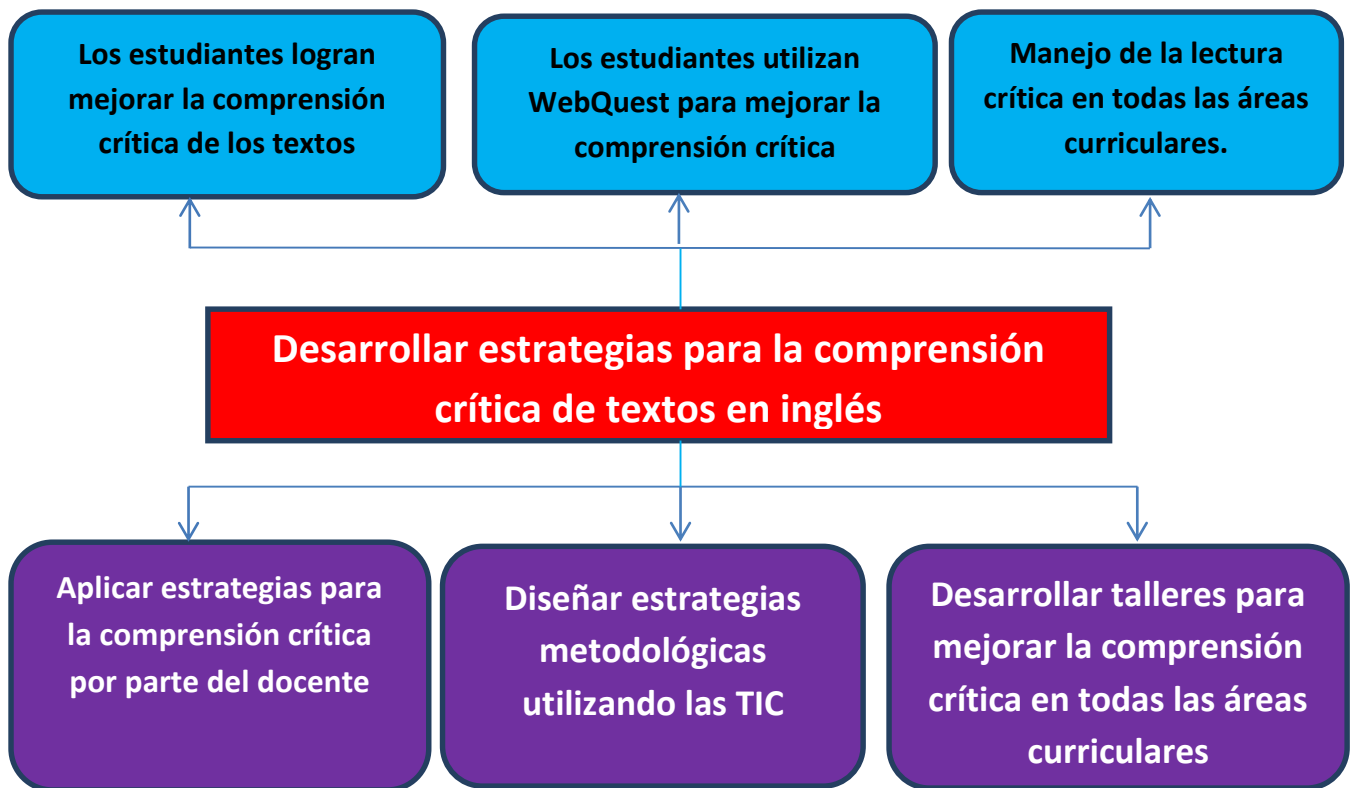 Los estudiantes logran
mejorar la comprensión
crítica de los textos
Los estudiantes utilizan
WebQuest para mejorar la
comprensión crítica
Manejo de la lectura
crítica en todas las áreas
curriculares.
Desarrollar estrategias para la comprensión
crítica de textos en inglés
Aplicar estrategias para
la comprensión crítica
por parte del docente
Diseñar estrategias
metodológicas
utilizando las TIC
Desarrollar talleres para
mejorar la comprensión
crítica en todas las áreas
curriculares